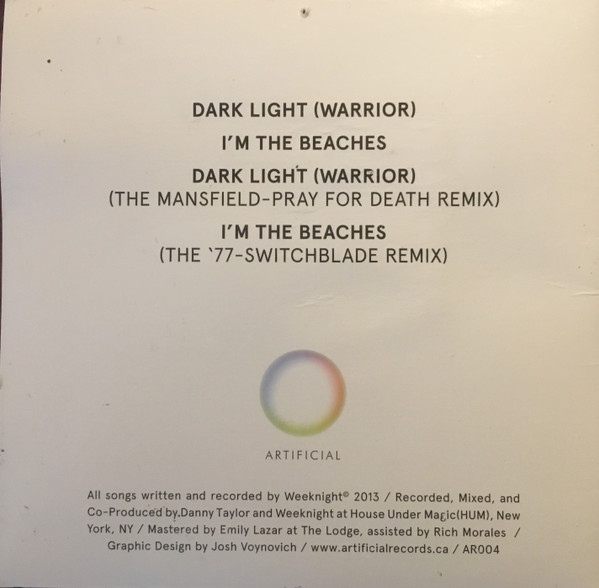 DARK LIGHT (WARRIOR)
I'M THE BEACHES
DARK LIGHT (WARRIOR)
(THE MANSFIELD-PRAY FOR DEATH REMIX)
I'M THE BEACHES
(THE ‵77-SWITCHBLADE REMIX)
ARTIFICIAL
All songs written and recorded by Weeknight© 2013 / Recorded, Mixed, and
Co-Produced by.Danny Taylor and Weeknight at House Under Magic(HUM), New
York, NY / Mastered by Emily Lazar at The Lodge, assisted by Rich Morales /
Graphic Design by Josh Voynovich / www.artificialrecords.ca / AR004